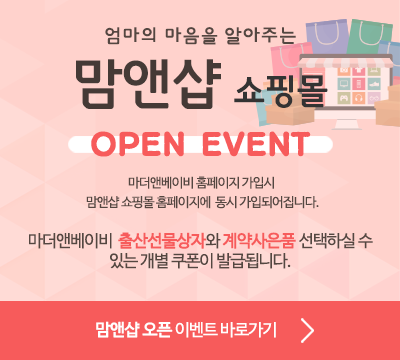 엄마의 마음을 알아주는
맘앤샵 쇼핑몰
OPEN EVENT
마더앤베이비 홈페이지 가입시
맘앤샵 쇼핑몰 홈페이지에 동시 가입되어집니다.
마더앤베이비 출산선물상자와 계약사은품 선택하실 수
있는 개별 쿠폰이 발급됩니다.
맘앤샵 오픈 이벤트 바로가기